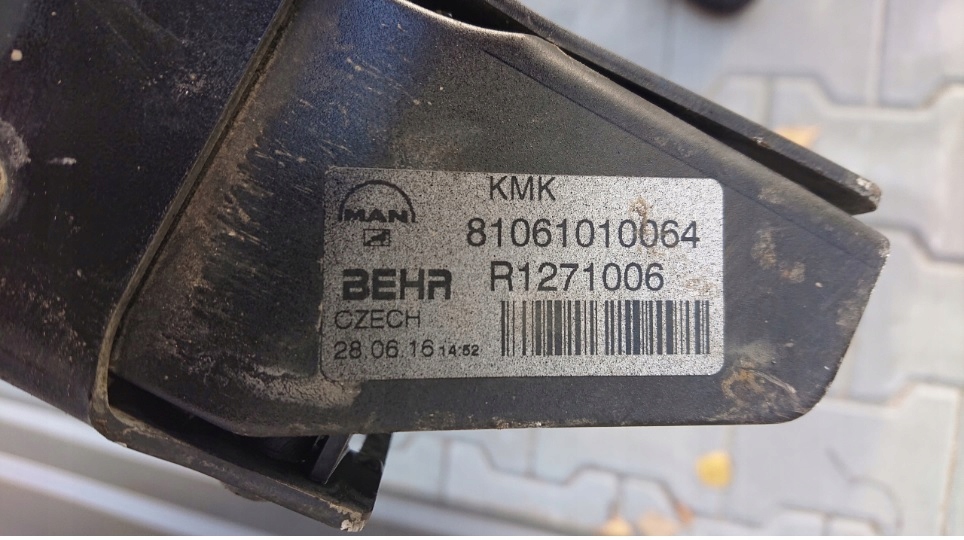 KMK
MAN
81061010064
BEHR R1271006
CZECH
28.06.16 14:52